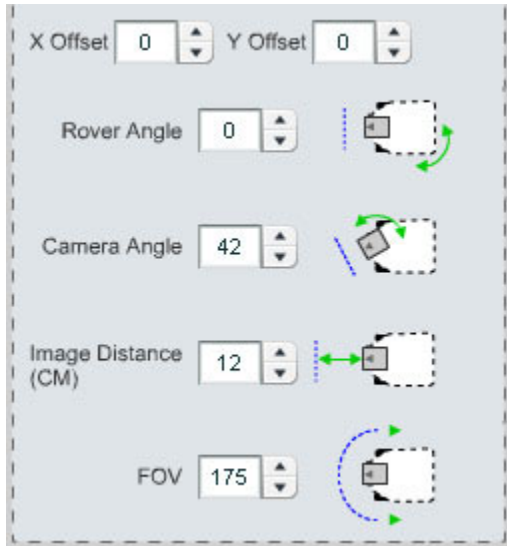 X Offset 0 Y Offset 0
Rover Angle 0
Camera Angle 42
Image Distance
(CM) 12
FOV 175